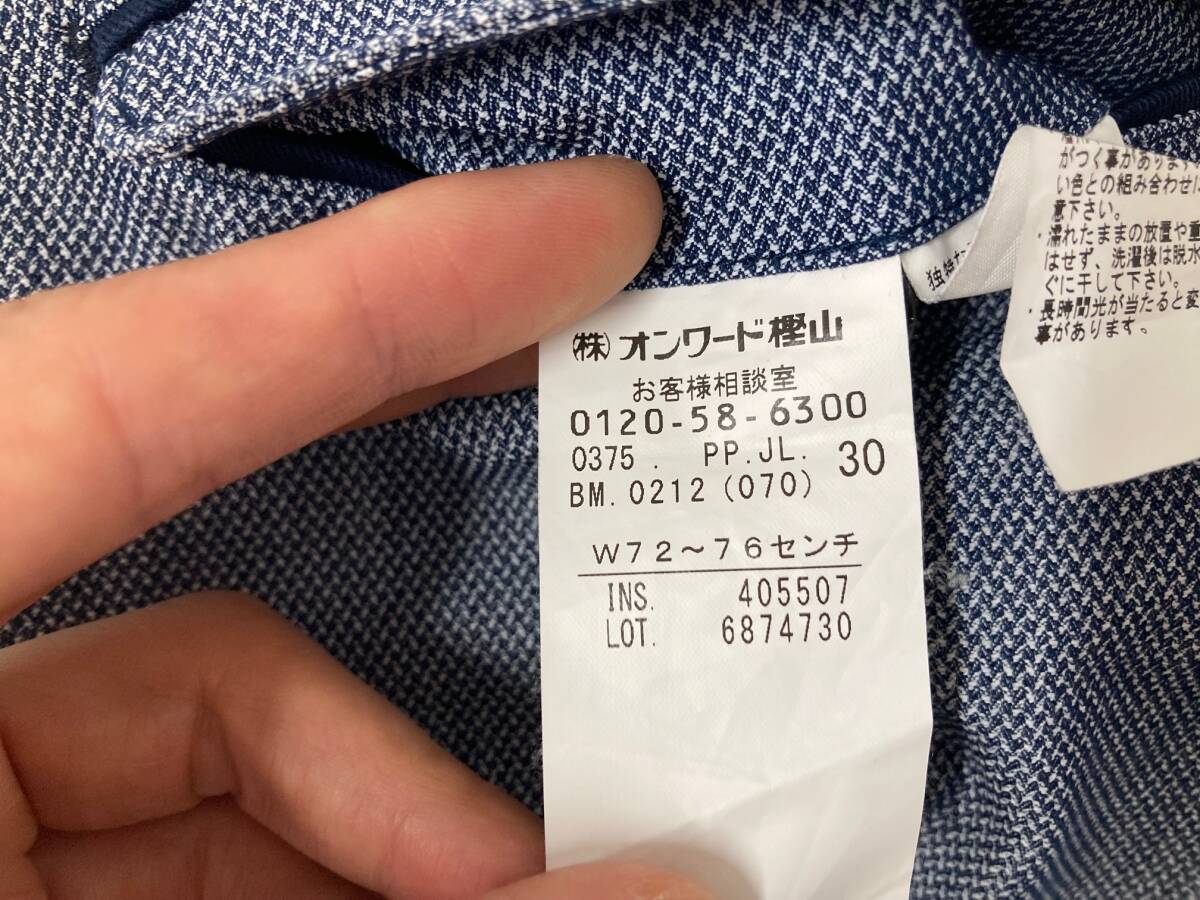 ㈱オンワード樫山
お客様相談室
0120-58-6300
0375. PP.JL. 30
BM.0212(070)
W72～76センチ
INS. 405507
LOT. 6874730
がつく事があります
い色との組み合わせは
意下さい。
・濡れたままの放置や重
はせず、洗濯後は脱水
ぐに干して下さい。
・長時間光が当たると変
事があります。